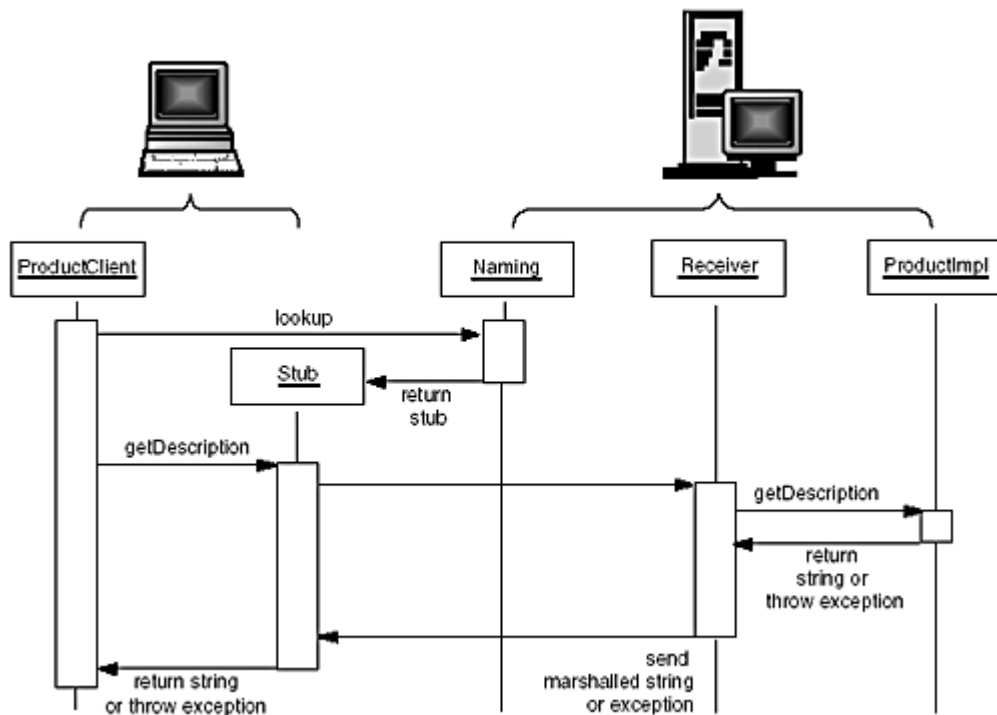 ProductClient
Naming
Receiver
ProductImpl
lookup
Stub
return
stub
getDescription
getDescription
return
string or
throw exception
send
marshalled string
or exception
return string
or throw exception